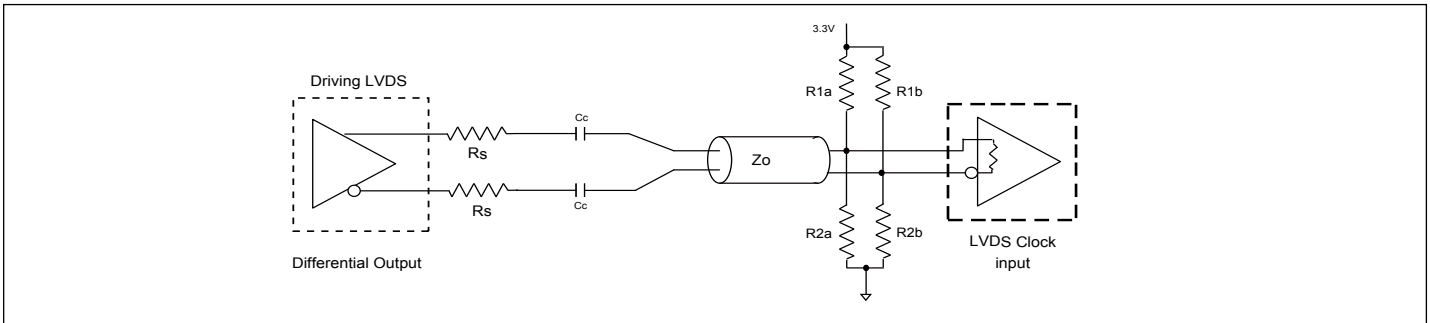 3.3V
Driving LVDS
R1a
R1b
Cc
Rs
Zo
Rs
Cc
R2a
R2b
LVDS Clock
input
Differential Output